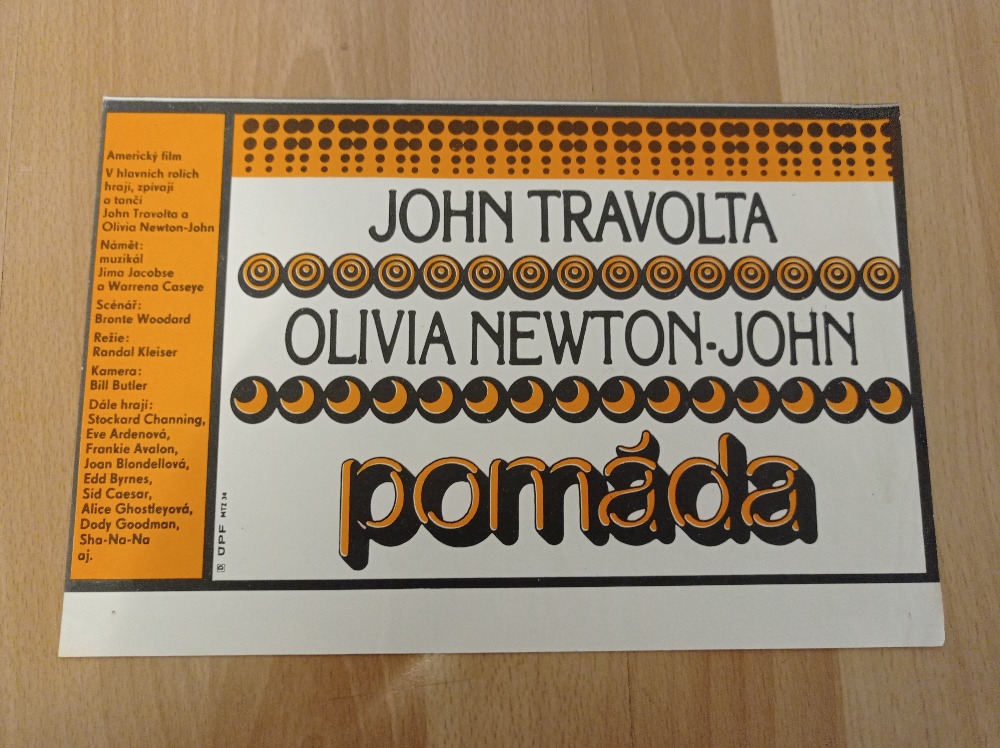 Americký film
V hlavních rolích
hrají, zpívají
a tančí
John Travolta a
Olivia Newton-John
Námět:
muzikál
Jima Jacobse
a Warrena Caseye
Scénář:
Bronte Woodard
Režie:
Randal Kleiser
Kamera:
Bill Butler
Dále hrají:
Stockard Channing,
Eve Ardenová,
Frankie Avalon,
Joan Blondellová,
Edd Byrnes,
Sid Caesar,
Alice Ghostleyová,
Dody Goodman,
Sha-Na-Na
aj.
JOHN TRAVOLTA
OLIVIA NEWTON-JOHN
pomáda
ÚPF MTZ 34